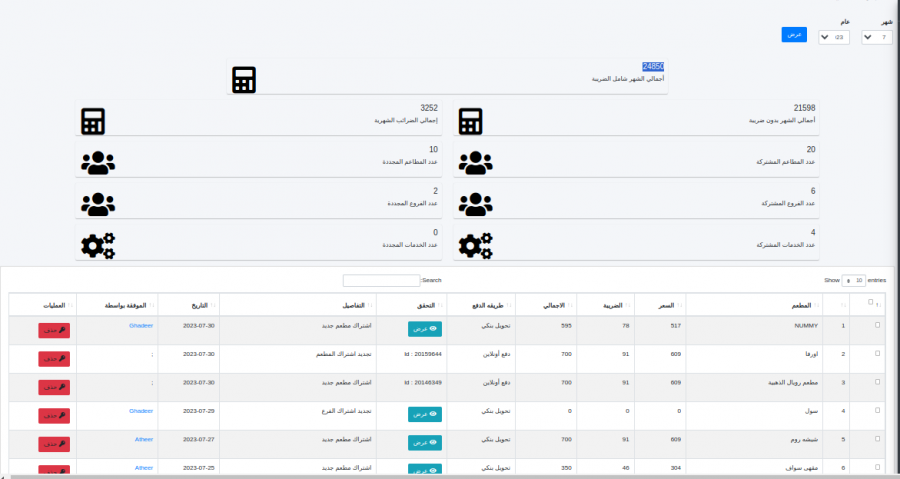 شهر
عام
7
عرض
24850
أجمالي الشهر شامل الضريبة
21598
أجمالي الشهر بدون ضريبة
3252
إجمالي الضرائب الشهرية
20
عدد المطاعم المشتركة
10
عدد المطاعم المجددة
6
عدد الفروع المشتركة
2
عدد الفروع المجددة
4
عدد الخدمات المشتركة
0
عدد الخدمات المجددة
Show 10 entries
Search:
المطعم السعر الضريبة الاجمالي طريقه الدفع التحقق التفاصيل التاريخ الموفقة بواسطة العمليات
1 NUMMY 517 78 595 تحويل بنكي عرض اشتراك مطعم جديد 2023-07-30 Ghadeer حذف
2 اورفا 609 91 700 دفع أونلاين Id : 20159844 تجديد اشتراك المطعم 2023-07-30 : حذف
3 مطعم رويال الذهبية 609 91 700 دفع أونلاين Id : 20146349 اشتراك مطعم جديد 2023-07-30 : حذف
4 سول 0 0 0 تحويل بنكي عرض تجديد اشتراك الفرع 2023-07-29 Ghadeer حذف
5 شيشه روم 609 91 700 تحويل بنكي عرض اشتراك مطعم جديد 2023-07-27 Atheer حذف
6 مقهى سواف 304 46 350 تحويل بنكي عرض اشتراك مطعم جديد 2023-07-25 Atheer حذف